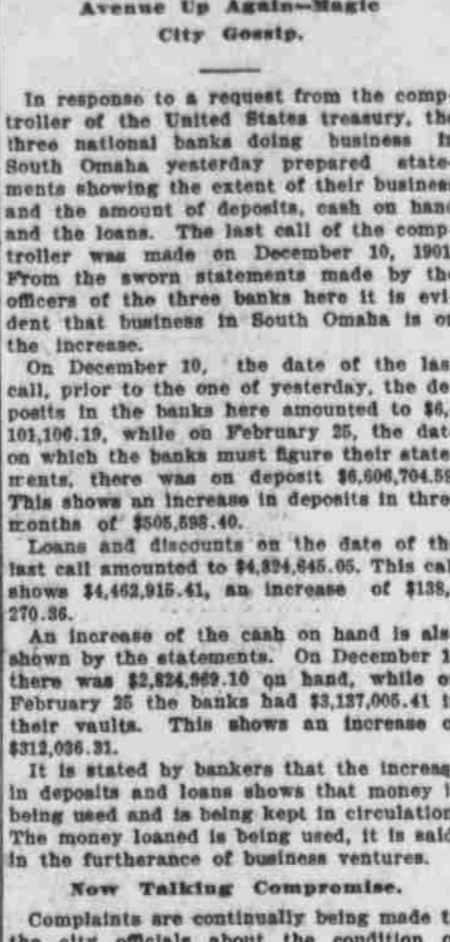 Avenue Up Again—Magic
City Gossip.
In response to a request from the comp-
troller of the United States treasury, the
three national banks doing business in
South Omaha yesterday prepared state-
ments showing the extent of their business
and the amount of deposits, cash on hand
and the loans. The last call of the comp-
troller was made on December 10, 1901.
From the sworn statements made by the
officers of the three banks here it is evi-
dent that business in South Omaha is on
the increase.
On December 10, the date of the las
call, prior to the one of yesterday, the de
posits in the banks here amounted to $6,
101,106.19, while on February 25, the dat
on which the banks must figure their state
ments, there was on deposit $6,606,704.59
This shows an increase in deposits in thre
months of $505,598.40.
Loans and discounts on the date of th
last call amounted to $4,324,645.05. This cal
shows $4,462,915.41, an increase of $138,
270.36.
An increase of the cash on hand is als
shown by the statements. On December 1
there was $2,824,969.10 on hand, while o
February 25 the banks had $3,137,005.41 i
their vaults. This shows an increase o
$312,036.31.
It is stated by bankers that the increas
in deposits and loans shows that money i
being used and is being kept in circulation
The money loaned is being used, it is said
in the furtherance of business ventures.
Now Talking Compromise.
Complaints are continually being made t
the city officials about the condition o